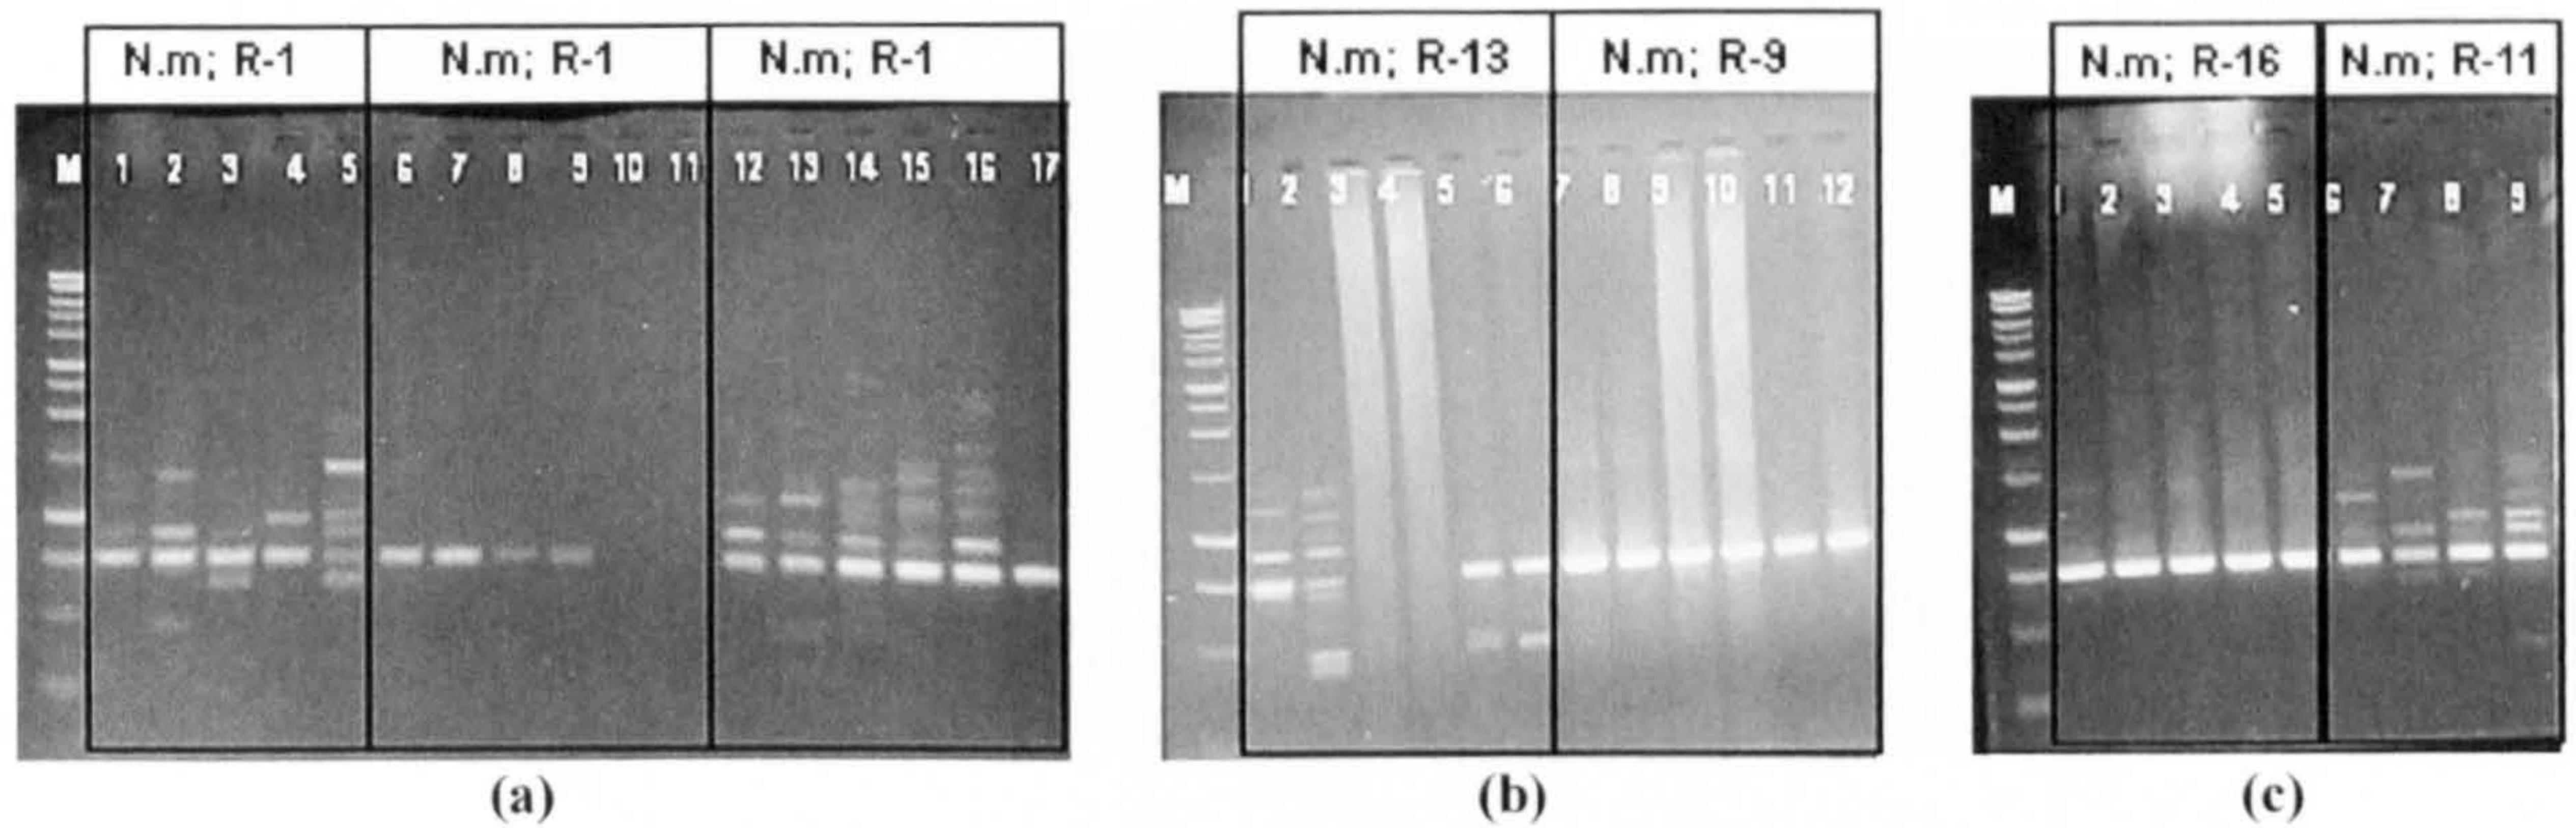 N.m; R-1 N.m; R-1 N.m; R-1
M 1 2 3 4 5 6 7 8 9 10 11 12 13 14 15 16 17
(a)
N.m; R-13 N.m; R-9
M 1 2 3 4 5 6 7 8 9 10 11 12
(b)
N.m; R-16 N.m; R-11
M 1 2 3 4 5 6 7 8 9
(c)